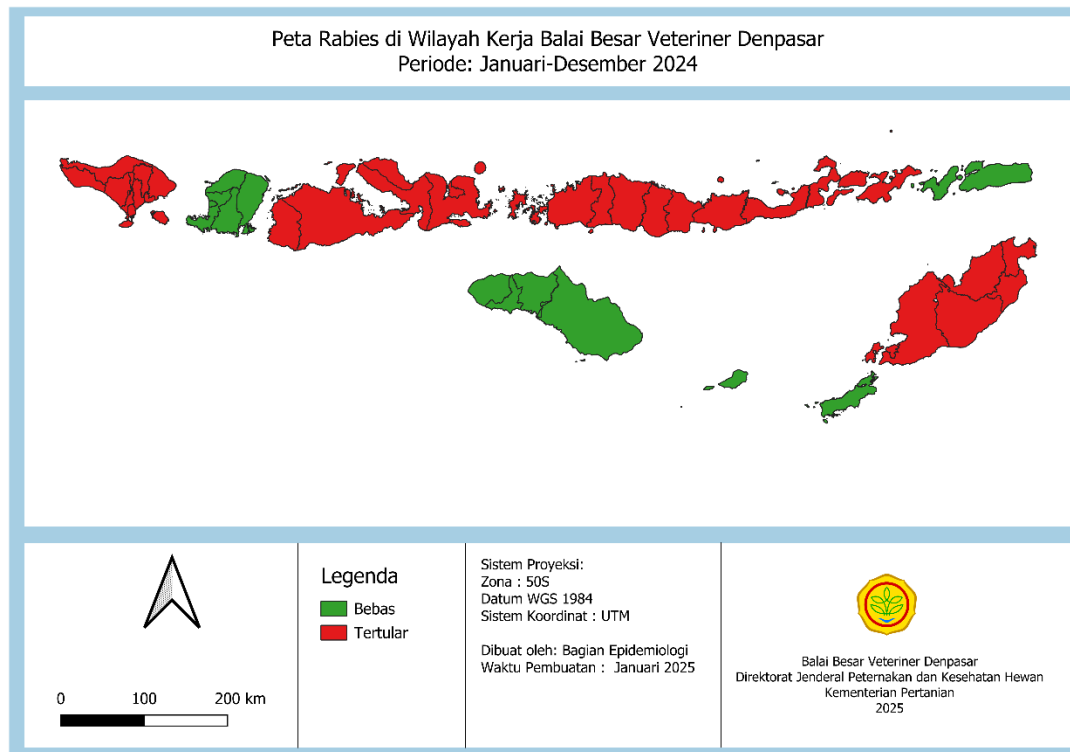 Peta Rabies di Wilayah Kerja Balai Besar Veteriner Denpasar
Periode: Januari-Desember 2024
0 100 200 km
Legenda
Bebas
Tertular
Sistem Proyeksi:
Zona : 50S
Datum WGS 1984
Sistem Koordinat : UTM
Dibuat oleh: Bagian Epidemiologi
Waktu Pembuatan : Januari 2025
Balai Besar Veteriner Denpasar
Direktorat Jenderal Peternakan dan Kesehatan Hewan
Kementerian Pertanian
2025